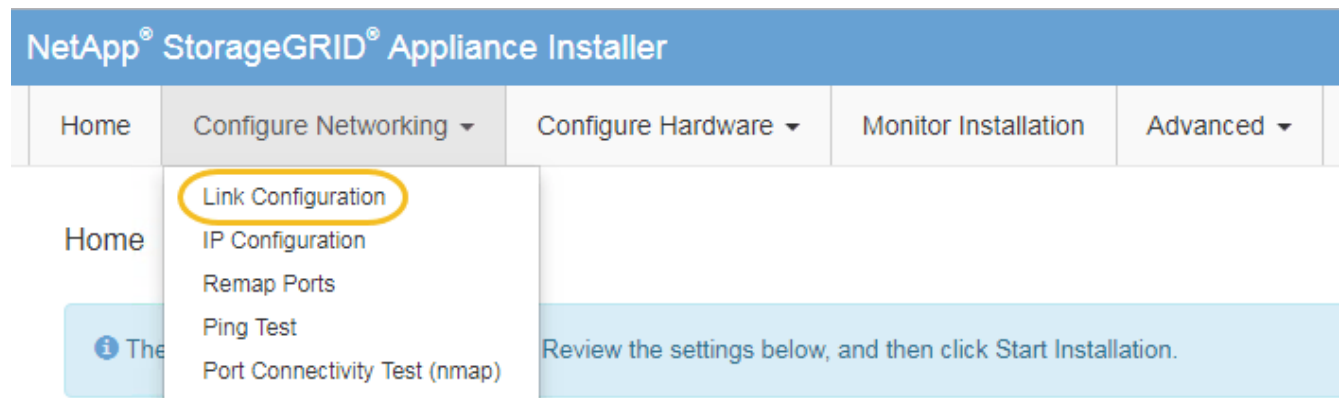 NetApp® StorageGRID® Appliance Installer
Home Configure Networking Configure Hardware Monitor Installation Advanced
Link Configuration
Home IP Configuration
Remap Ports
Ping Test
The Review the settings below, and then click Start Installation.
Port Connectivity Test (nmap)